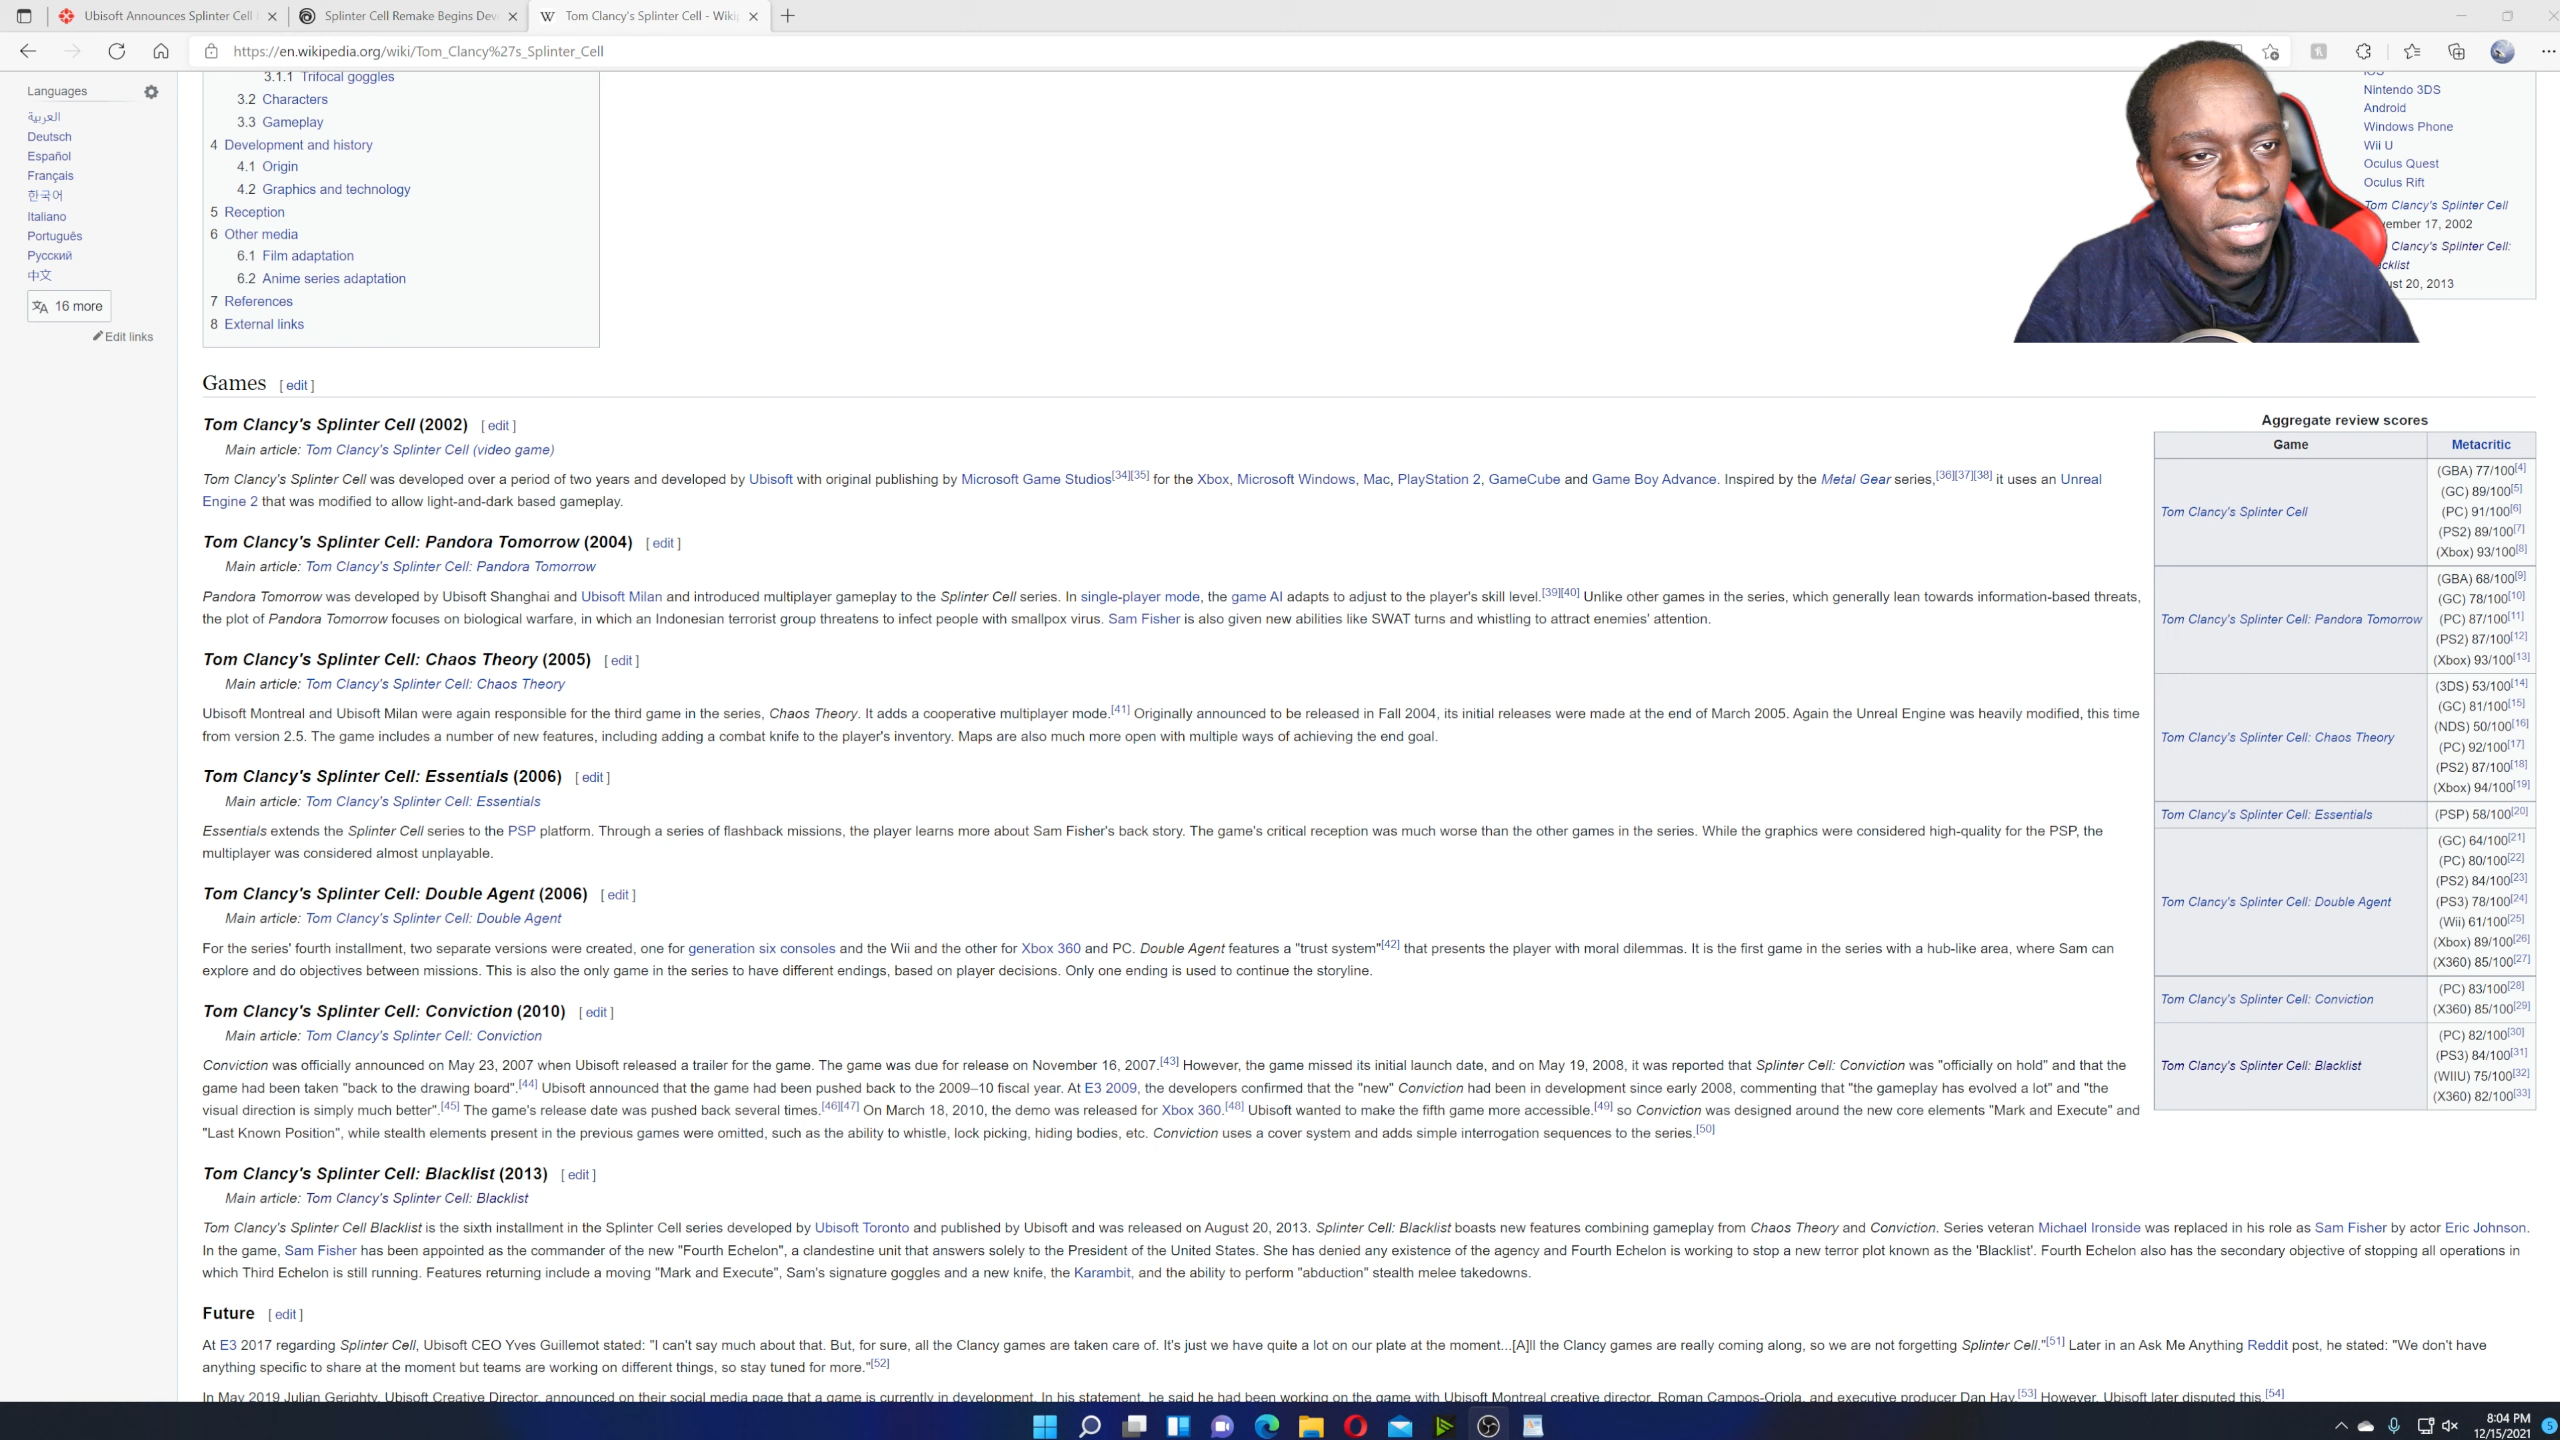 Ubisoft Announces Splinter Cell
Splinter Cell Remake Begins Dev
Tom Clancy's Splinter Cell - Wiki
https://en.wikipedia.org/wiki/Tom_Clancy%27s_Splinter_Cell
Languages
العربية
Deutsch
Español
Français
한국어
Italiano
Português
Русский
中文
16 more
Edit links
3.1.1 Trifocal goggles
3.2 Characters
3.3 Gameplay
4 Development and history
4.1 Origin
4.2 Graphics and technology
5 Reception
6 Other media
6.1 Film adaptation
6.2 Anime series adaptation
7 References
8 External links
iOS
Nintendo 3DS
Android
Windows Phone
Wii U
Oculus Quest
Oculus Rift
Tom Clancy's Splinter Cell
ember 17, 2002
Clancy's Splinter Cell:
cklist
st 20, 2013
Games [ edit ]
Tom Clancy's Splinter Cell (2002) [ edit ]
Main article: Tom Clancy's Splinter Cell (video game)
Tom Clancy's Splinter Cell was developed over a period of two years and developed by Ubisoft with original publishing by Microsoft Game Studios[34][35] for the Xbox, Microsoft Windows, Mac, PlayStation 2, GameCube and Game Boy Advance. Inspired by the Metal Gear series,[36][37][38] it uses an Unreal
Engine 2 that was modified to allow light-and-dark based gameplay.
Tom Clancy's Splinter Cell: Pandora Tomorrow (2004) [ edit ]
Main article: Tom Clancy's Splinter Cell: Pandora Tomorrow
Pandora Tomorrow was developed by Ubisoft Shanghai and Ubisoft Milan and introduced multiplayer gameplay to the Splinter Cell series. In single-player mode, the game AI adapts to adjust to the player's skill level.[39][40] Unlike other games in the series, which generally lean towards information-based threats,
the plot of Pandora Tomorrow focuses on biological warfare, in which an Indonesian terrorist group threatens to infect people with smallpox virus. Sam Fisher is also given new abilities like SWAT turns and whistling to attract enemies' attention.
Tom Clancy's Splinter Cell: Chaos Theory (2005) [ edit ]
Main article: Tom Clancy's Splinter Cell: Chaos Theory
Ubisoft Montreal and Ubisoft Milan were again responsible for the third game in the series, Chaos Theory. It adds a cooperative multiplayer mode.[41] Originally announced to be released in Fall 2004, its initial releases were made at the end of March 2005. Again the Unreal Engine was heavily modified, this time
from version 2.5. The game includes a number of new features, including adding a combat knife to the player's inventory. Maps are also much more open with multiple ways of achieving the end goal.
Tom Clancy's Splinter Cell: Essentials (2006) [ edit ]
Main article: Tom Clancy's Splinter Cell: Essentials
Essentials extends the Splinter Cell series to the PSP platform. Through a series of flashback missions, the player learns more about Sam Fisher's back story. The game's critical reception was much worse than the other games in the series. While the graphics were considered high-quality for the PSP, the
multiplayer was considered almost unplayable.
Tom Clancy's Splinter Cell: Double Agent (2006) [ edit ]
Main article: Tom Clancy's Splinter Cell: Double Agent
For the series' fourth installment, two separate versions were created, one for generation six consoles and the Wii and the other for Xbox 360 and PC. Double Agent features a "trust system"[42] that presents the player with moral dilemmas. It is the first game in the series with a hub-like area, where Sam can
explore and do objectives between missions. This is also the only game in the series to have different endings, based on player decisions. Only one ending is used to continue the storyline.
Tom Clancy's Splinter Cell: Conviction (2010) [ edit ]
Main article: Tom Clancy's Splinter Cell: Conviction
Conviction was officially announced on May 23, 2007 when Ubisoft released a trailer for the game. The game was due for release on November 16, 2007.[43] However, the game missed its initial launch date, and on May 19, 2008, it was reported that Splinter Cell: Conviction was "officially on hold" and that the
game had been taken "back to the drawing board".[44] Ubisoft announced that the game had been pushed back to the 2009–10 fiscal year. At E3 2009, the developers confirmed that the "new" Conviction had been in development since early 2008, commenting that "the gameplay has evolved a lot" and "the
visual direction is simply much better".[45] The game's release date was pushed back several times.[46][47] On March 18, 2010, the demo was released for Xbox 360.[48] Ubisoft wanted to make the fifth game more accessible.[49] so Conviction was designed around the new core elements "Mark and Execute" and
"Last Known Position", while stealth elements present in the previous games were omitted, such as the ability to whistle, lock picking, hiding bodies, etc. Conviction uses a cover system and adds simple interrogation sequences to the series.[50]
Tom Clancy's Splinter Cell: Blacklist (2013) [ edit ]
Main article: Tom Clancy's Splinter Cell: Blacklist
Tom Clancy's Splinter Cell Blacklist is the sixth installment in the Splinter Cell series developed by Ubisoft Toronto and published by Ubisoft and was released on August 20, 2013. Splinter Cell: Blacklist boasts new features combining gameplay from Chaos Theory and Conviction. Series veteran Michael Ironside was replaced in his role as Sam Fisher by actor Eric Johnson.
In the game, Sam Fisher has been appointed as the commander of the new "Fourth Echelon", a clandestine unit that answers solely to the President of the United States. She has denied any existence of the agency and Fourth Echelon is working to stop a new terror plot known as the 'Blacklist'. Fourth Echelon also has the secondary objective of stopping all operations in
which Third Echelon is still running. Features returning include a moving "Mark and Execute", Sam's signature goggles and a new knife, the Karambit, and the ability to perform "abduction" stealth melee takedowns.
Future [ edit ]
At E3 2017 regarding Splinter Cell, Ubisoft CEO Yves Guillemot stated: "I can't say much about that. But, for sure, all the Clancy games are taken care of. It's just we have quite a lot on our plate at the moment...[A]ll the Clancy games are really coming along, so we are not forgetting Splinter Cell."[51] Later in an Ask Me Anything Reddit post, he stated: "We don't have
anything specific to share at the moment but teams are working on different things, so stay tuned for more."[52]
In May 2019 Julian Gerighty, Ubisoft Creative Director, announced on their social media page that a game is currently in development. In his statement, he said he had been working on the game with Ubisoft Montreal creative director, Roman Campos-Oriola, and executive producer Dan Hay.[53] However, Ubisoft later disputed this.[54]
Aggregate review scores
Game Metacritic
Tom Clancy's Splinter Cell
(GBA) 77/100[4]
(GC) 89/100[5]
(PC) 91/100[6]
(PS2) 89/100[7]
(Xbox) 93/100[8]
Tom Clancy's Splinter Cell: Pandora Tomorrow
(GBA) 68/100[9]
(GC) 78/100[10]
(PC) 87/100[11]
(PS2) 87/100[12]
(Xbox) 93/100[13]
Tom Clancy's Splinter Cell: Chaos Theory
(3DS) 53/100[14]
(GC) 81/100[15]
(NDS) 50/100[16]
(PC) 92/100[17]
(PS2) 87/100[18]
(Xbox) 94/100[19]
Tom Clancy's Splinter Cell: Essentials
(PSP) 58/100[20]
Tom Clancy's Splinter Cell: Double Agent
(GC) 64/100[21]
(PC) 80/100[22]
(PS2) 84/100[23]
(PS3) 78/100[24]
(Wii) 61/100[25]
(Xbox) 89/100[26]
(X360) 85/100[27]
Tom Clancy's Splinter Cell: Conviction
(PC) 83/100[28]
(X360) 85/100[29]
Tom Clancy's Splinter Cell: Blacklist
(PC) 82/100[30]
(PS3) 84/100[31]
(WIIU) 75/100[32]
(X360) 82/100[33]
8:04 PM
12/15/2021
5